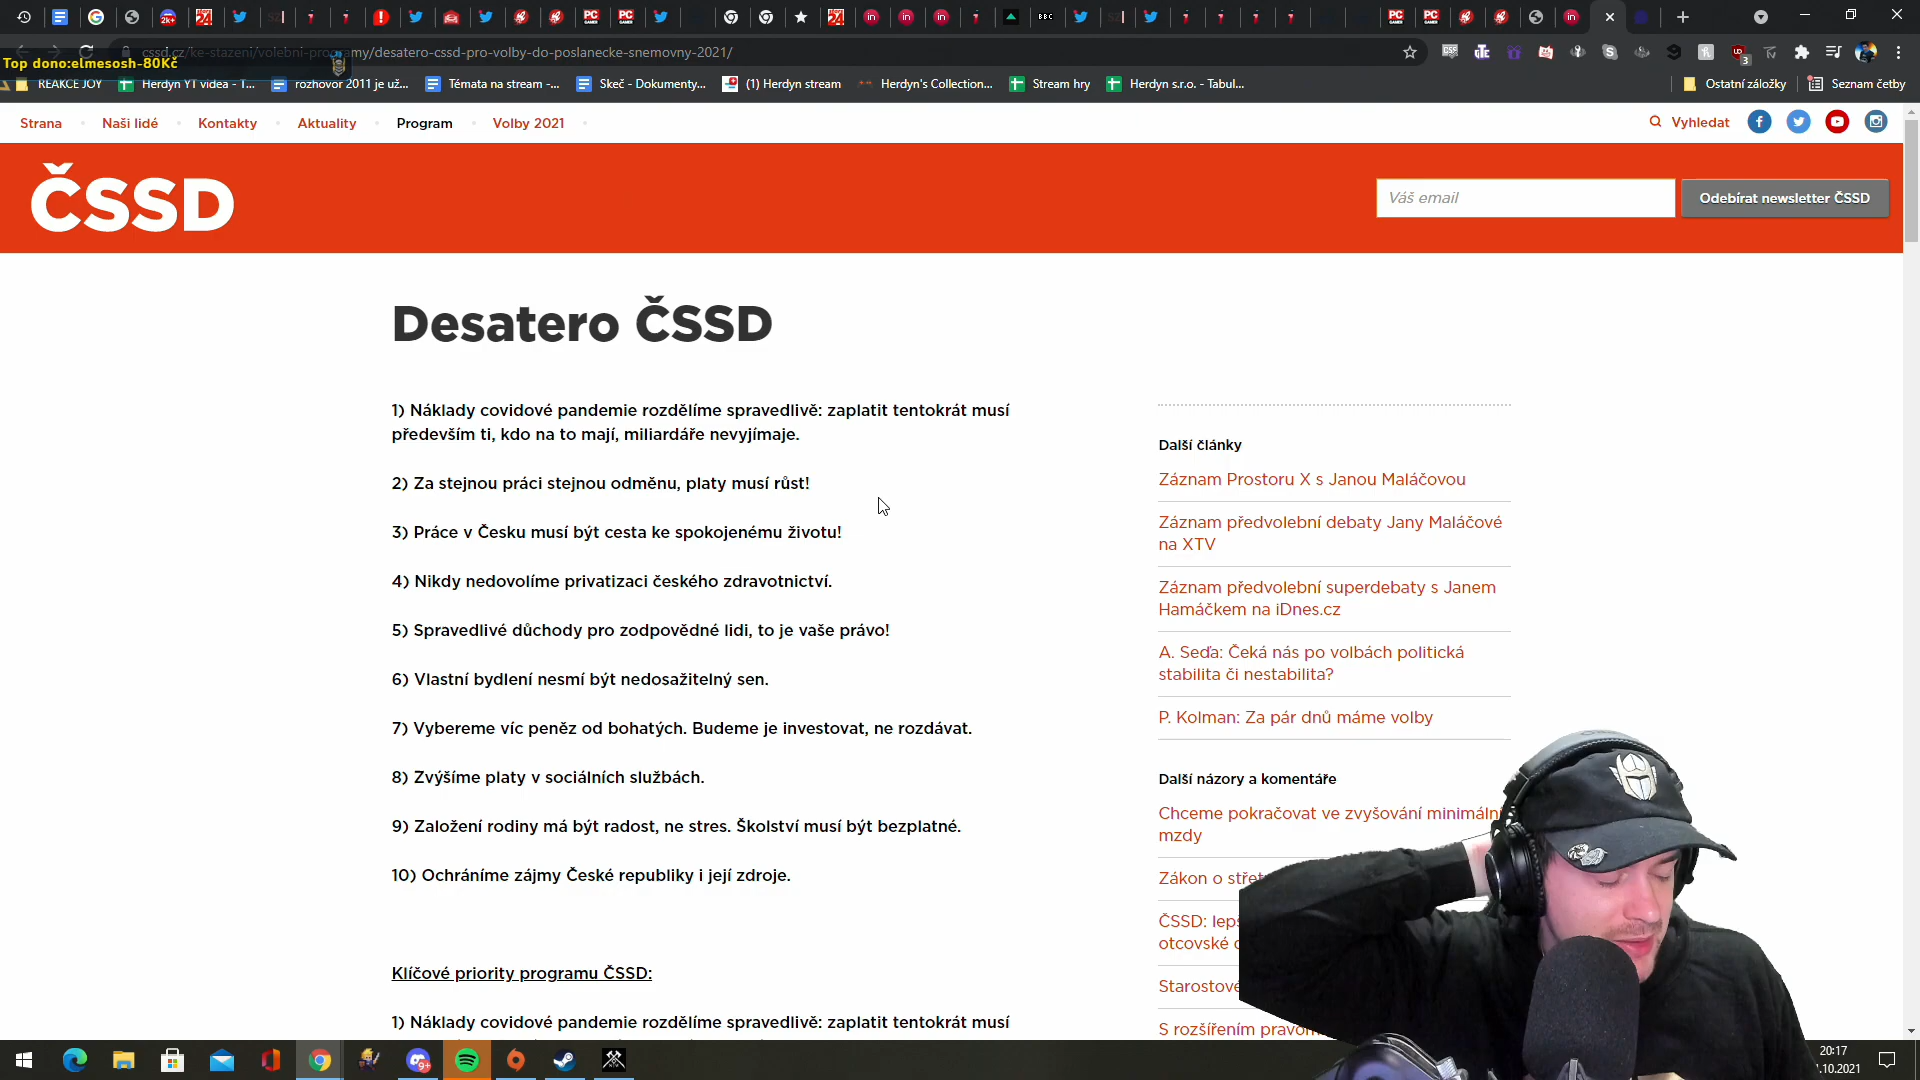 cssd.cz/ke-stazeni/volebni-programy/desatero-cssd-pro-volby-do-poslanecke-snemovny-2021/
Top dono:elmesosh-80Kč
REAKCE JOY
Herdyn YT videa - T...
rozhovor 2011 je už...
Témata na stream -...
Skeč - Dokumenty...
(1) Herdyn stream
Herdyn's Collection...
Stream hry
Herdyn s.r.o. - Tabul...
Ostatní záložky
Seznam četby
Strana
Naši lidé
Kontakty
Aktuality
Program
Volby 2021
Vyhledat
ČSSD
Váš email
Odebírat newsletter ČSSD
Desatero ČSSD
1) Náklady covidové pandemie rozdělíme spravedlivě: zaplatit tentokrát musí
především ti, kdo na to mají, miliardáře nevyjímaje.
2) Za stejnou práci stejnou odměnu, platy musí růst!
3) Práce v Česku musí být cesta ke spokojenému životu!
4) Nikdy nedovolíme privatizaci českého zdravotnictví.
5) Spravedlivé důchody pro zodpovědné lidi, to je vaše právo!
6) Vlastní bydlení nesmí být nedosažitelný sen.
7) Vybereme víc peněz od bohatých. Budeme je investovat, ne rozdávat.
8) Zvýšíme platy v sociálních službách.
9) Založení rodiny má být radost, ne stres. Školství musí být bezplatné.
10) Ochráníme zájmy České republiky i její zdroje.
Klíčové priority programu ČSSD:
1) Náklady covidové pandemie rozdělíme spravedlivě: zaplatit tentokrát musí
Další články
Záznam Prostoru X s Janou Maláčovou
Záznam předvolební debaty Jany Maláčové
na XTV
Záznam předvolební superdebaty s Janem
Hamáčkem na iDnes.cz
A. Seďa: Čeká nás po volbách politická
stabilita či nestabilita?
P. Kolman: Za pár dnů máme volby
Další názory a komentáře
Chceme pokračovat ve zvyšování minimální
mzdy
Zákon o střet
ČSSD: lepš
otcovské
Starostové
S rozšířením pravom
20:17
.10.2021